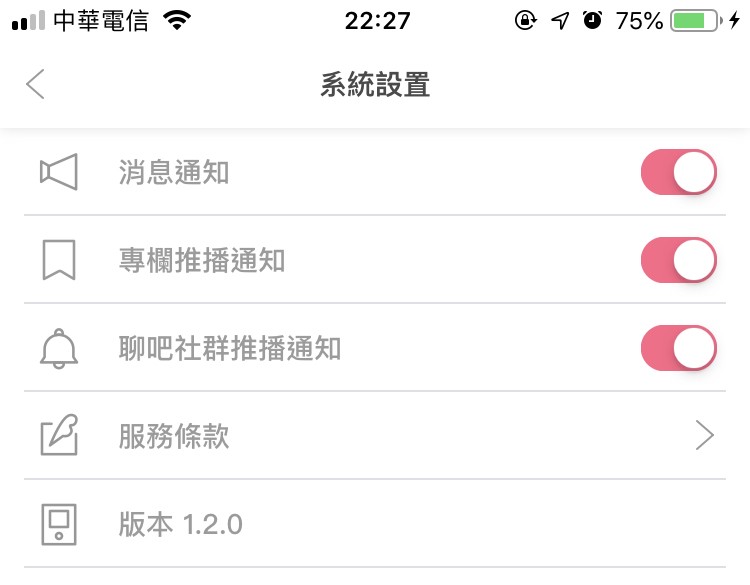 中華電信 22:27 75%
系統設置
消息通知
專欄推播通知
聊吧社群推播通知
服務條款
版本 1.2.0